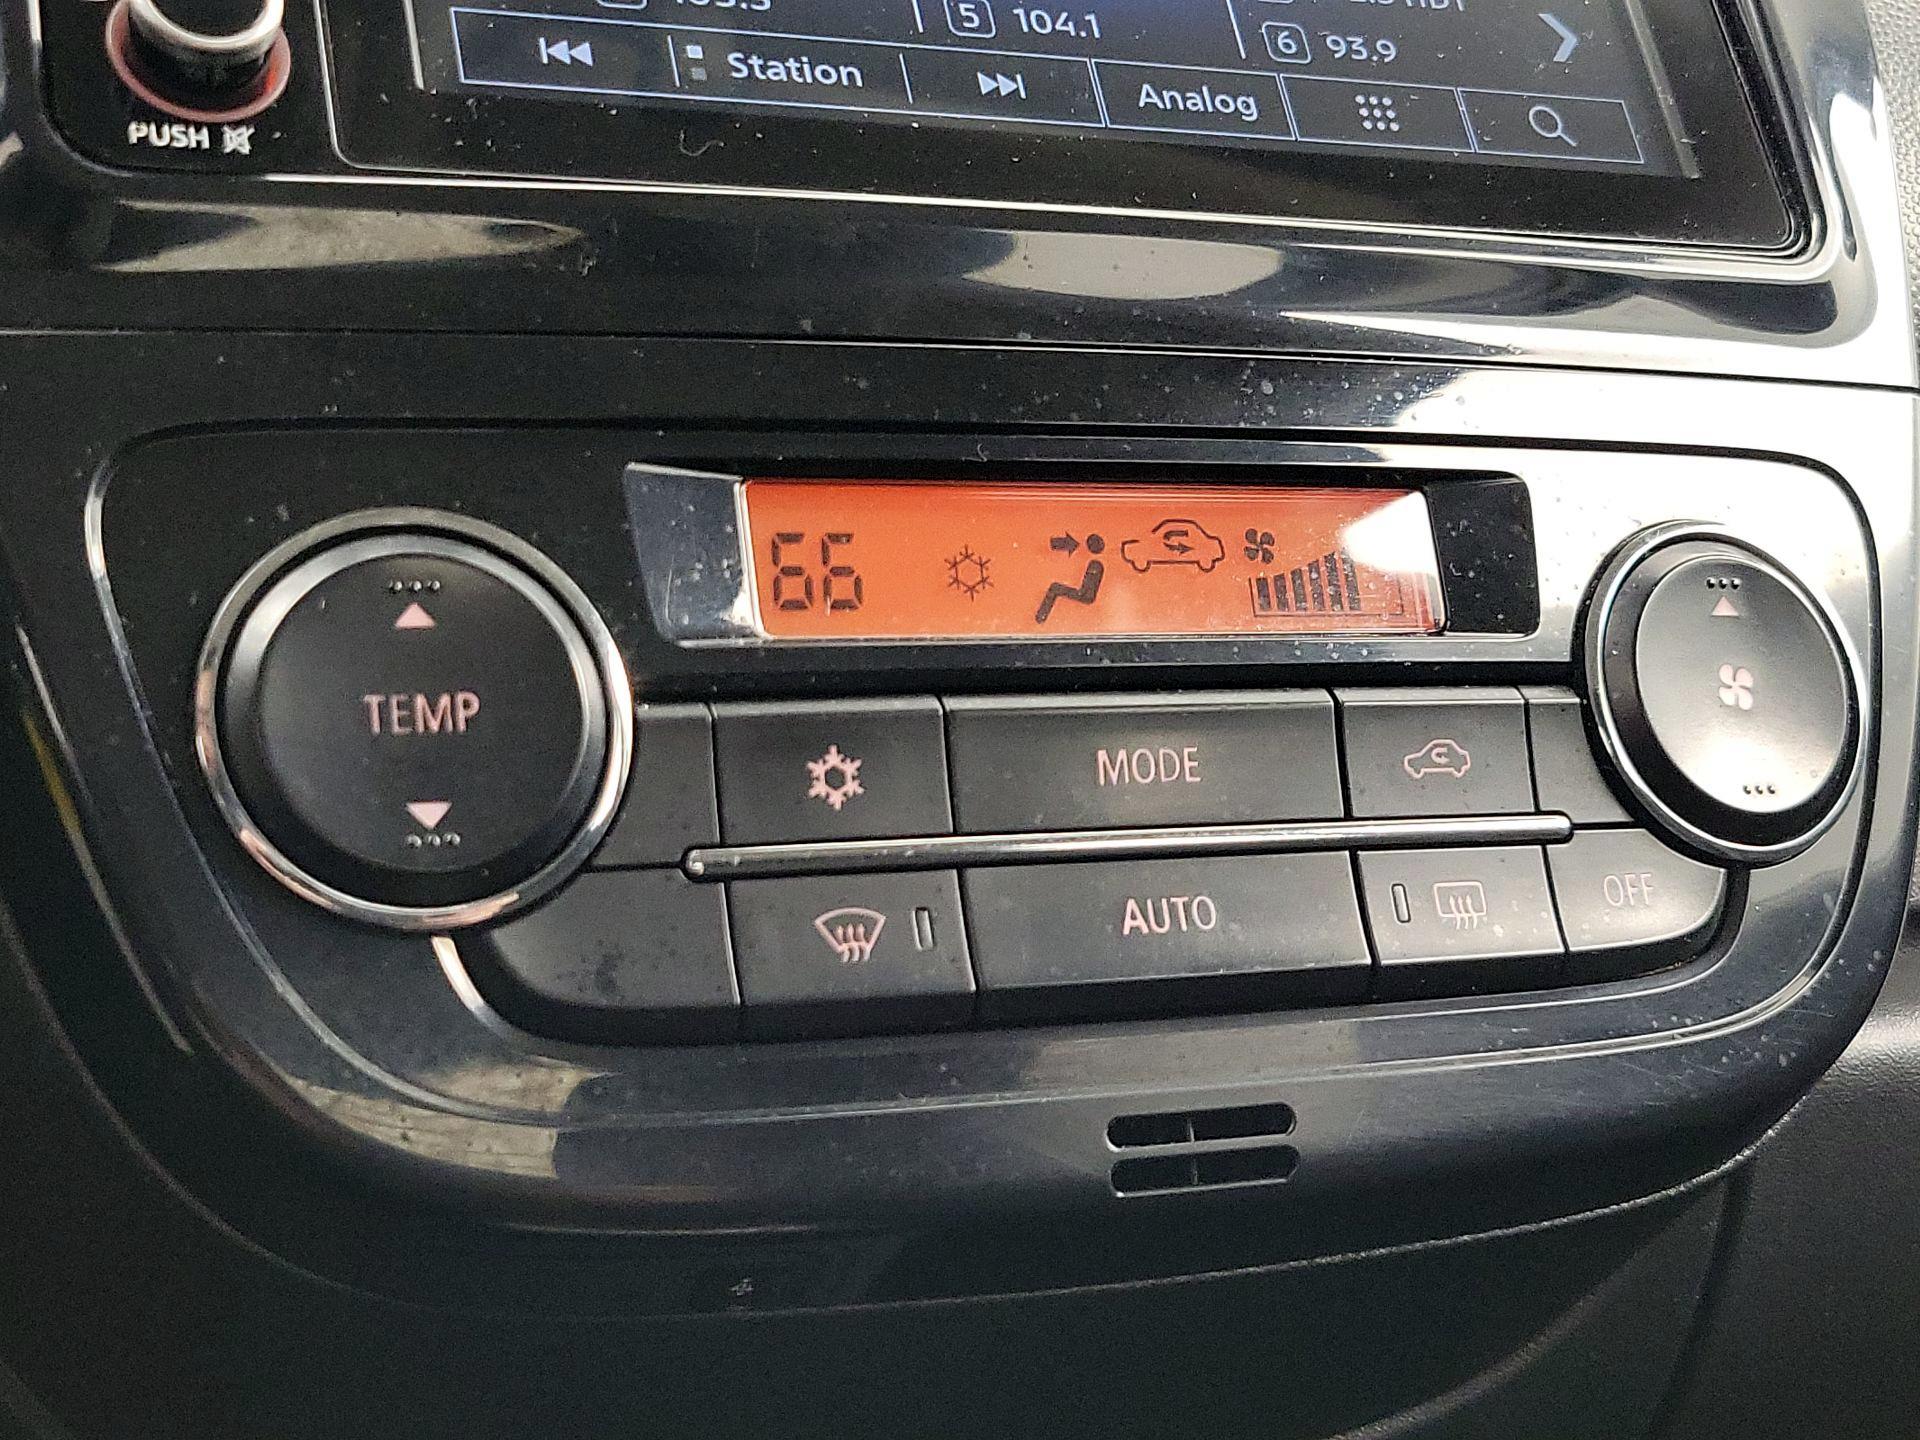 5 104.1
6 93.9
Station
Analog
PUSH
66
TEMP
MODE
AUTO
OFF